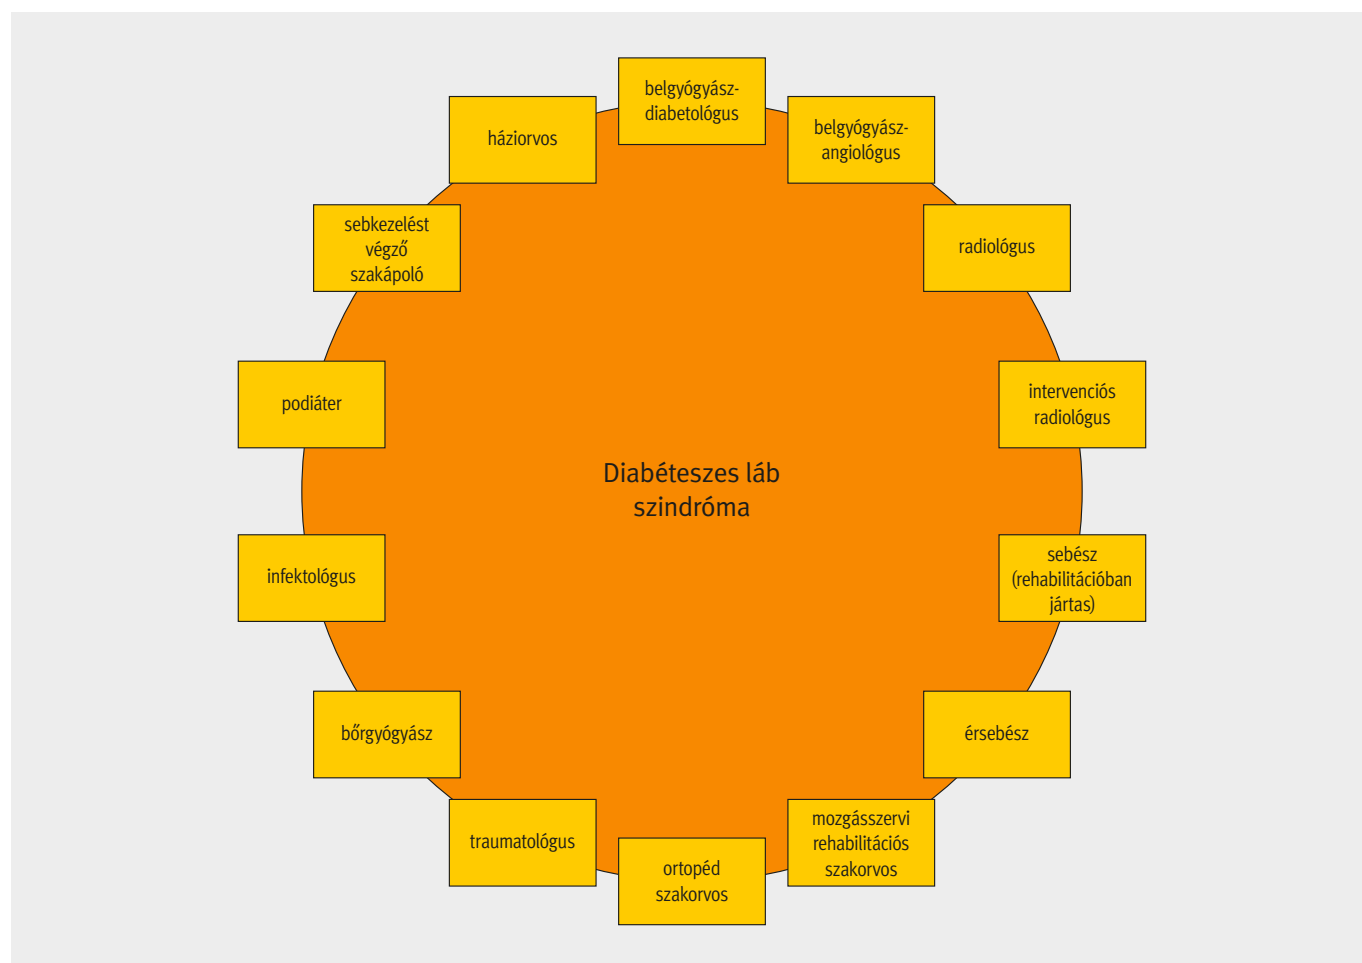 belgyógyász-
diabetológus
belgyógyász-
angiológus
radiológus
intervenciós
radiológus
sebész
(rehabilitációban
jártas)
érsebész
mozgásszervi
rehabilitációs
szakorvos
ortopéd
szakorvos
traumatológus
bőrgyógyász
infektológus
podiáter
sebkezelést
végző
szakápoló
háziorvos
Diabéteszes láb
szindróma